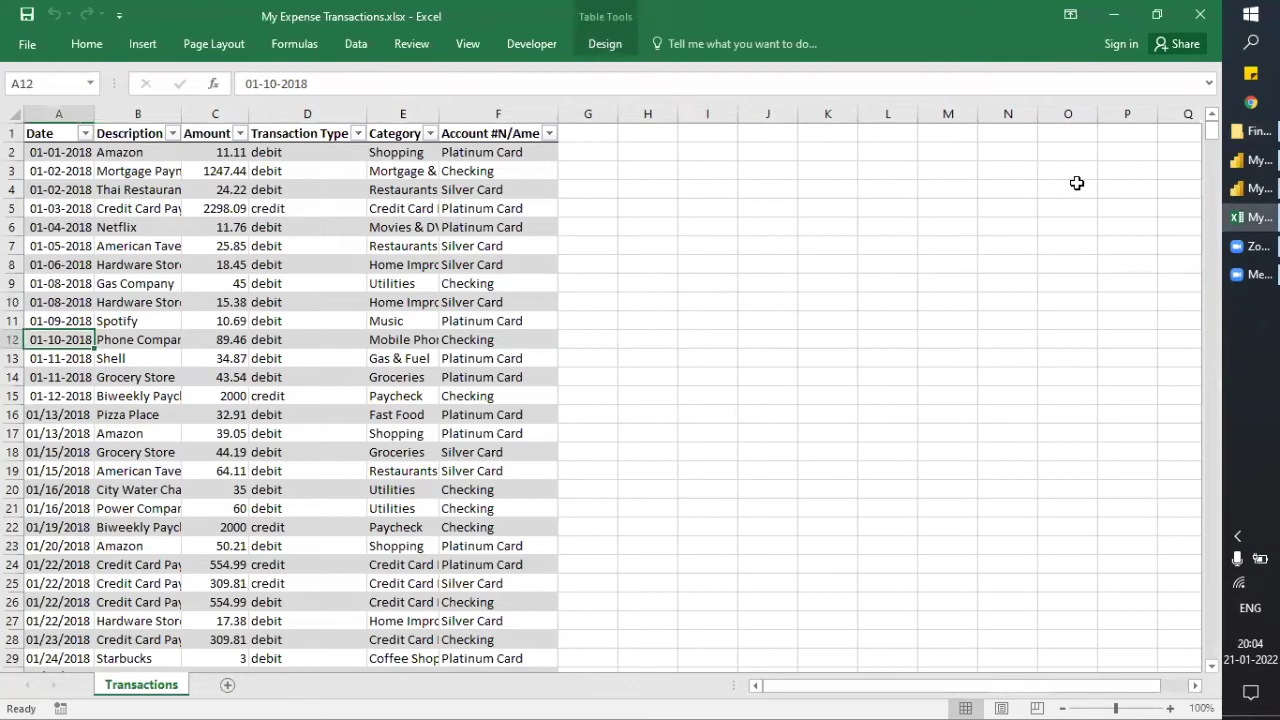 My Expense Transactions.xlsx - Excel
Table Tools
File Home Insert Page Layout Formulas Data Review View Developer Design Tell me what you want to do... Sign in Share
A12 fx 01-10-2018
A B C D E F G H I J K L M N O P Q
1 Date Description Amount Transaction Type Category Account #N/Ame
2 01-01-2018 Amazon 11.11 debit Shopping Platinum Card
3 01-02-2018 Mortgage Payn 1247.44 debit Mortgage & Checking
4 01-02-2018 Thai Restauran 24.22 debit Restaurants Silver Card
5 01-03-2018 Credit Card Pay 2298.09 credit Credit Card Platinum Card
6 01-04-2018 Netflix 11.76 debit Movies & DV Platinum Card
7 01-05-2018 American Tave 25.85 debit Restaurants Silver Card
8 01-06-2018 Hardware Store 18.45 debit Home Impro Silver Card
9 01-08-2018 Gas Company 45 debit Utilities Checking
10 01-08-2018 Hardware Store 15.38 debit Home Impro Silver Card
11 01-09-2018 Spotify 10.69 debit Music Platinum Card
12 01-10-2018 Phone Compar 89.46 debit Mobile Phor Checking
13 01-11-2018 Shell 34.87 debit Gas & Fuel Platinum Card
14 01-11-2018 Grocery Store 43.54 debit Groceries Platinum Card
15 01-12-2018 Biweekly Paych 2000 credit Paycheck Checking
16 01/13/2018 Pizza Place 32.91 debit Fast Food Platinum Card
17 01/13/2018 Amazon 39.05 debit Shopping Platinum Card
18 01/15/2018 Grocery Store 44.19 debit Groceries Silver Card
19 01/15/2018 American Tave 64.11 debit Restaurants Silver Card
20 01/16/2018 City Water Cha 35 debit Utilities Checking
21 01/16/2018 Power Compan 60 debit Utilities Checking
22 01/19/2018 Biweekly Paych 2000 credit Paycheck Checking
23 01/20/2018 Amazon 50.21 debit Shopping Platinum Card
24 01/22/2018 Credit Card Pay 554.99 credit Credit Card Platinum Card
25 01/22/2018 Credit Card Pay 309.81 credit Credit Card Silver Card
26 01/22/2018 Credit Card Pay 554.99 debit Credit Card Checking
27 01/22/2018 Hardware Store 17.38 debit Home Impro Silver Card
28 01/23/2018 Credit Card Pay 309.81 debit Credit Card Checking
29 01/24/2018 Starbucks 3 debit Coffee Shop Platinum Card
Transactions
Ready 100%
Fin...
My...
My...
My...
Zo...
Me...
ENG
20:04
21-01-2022